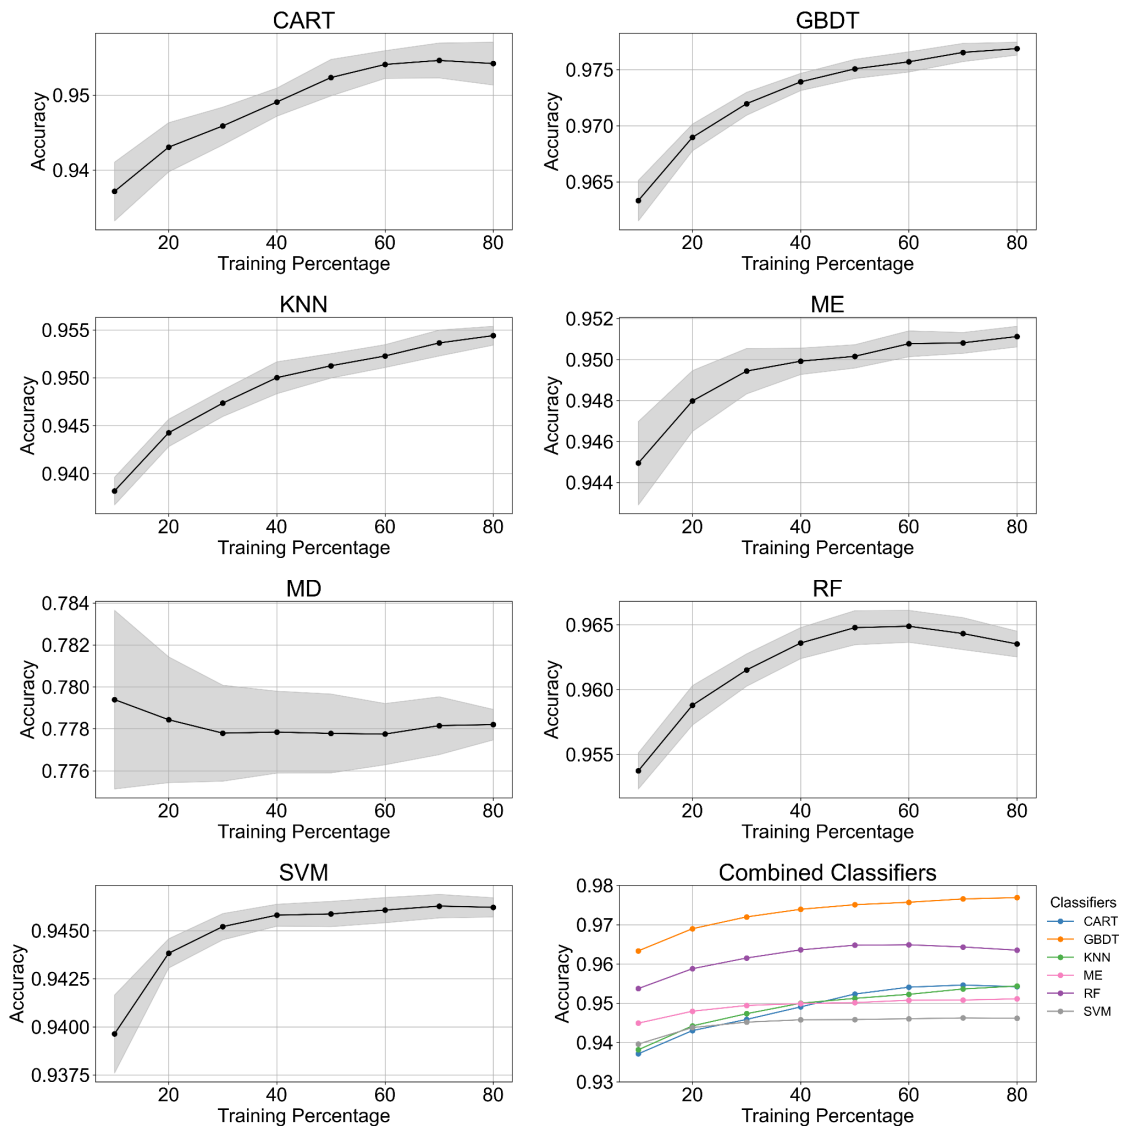 CART
Accuracy
0.95
0.94
20 40 60 80
Training Percentage
GBDT
Accuracy
0.975
0.970
0.965
20 40 60 80
Training Percentage
KNN
Accuracy
0.955
0.950
0.945
0.940
20 40 60 80
Training Percentage
ME
Accuracy
0.952
0.950
0.948
0.946
0.944
20 40 60 80
Training Percentage
MD
Accuracy
0.784
0.782
0.780
0.778
0.776
20 40 60 80
Training Percentage
RF
Accuracy
0.965
0.960
0.955
20 40 60 80
Training Percentage
SVM
Accuracy
0.9450
0.9425
0.9400
0.9375
20 40 60 80
Training Percentage
Combined Classifiers
Accuracy
0.98
0.97
0.96
0.95
0.94
0.93
20 40 60 80
Training Percentage
Classifiers
CART
GBDT
KNN
ME
RF
SVM